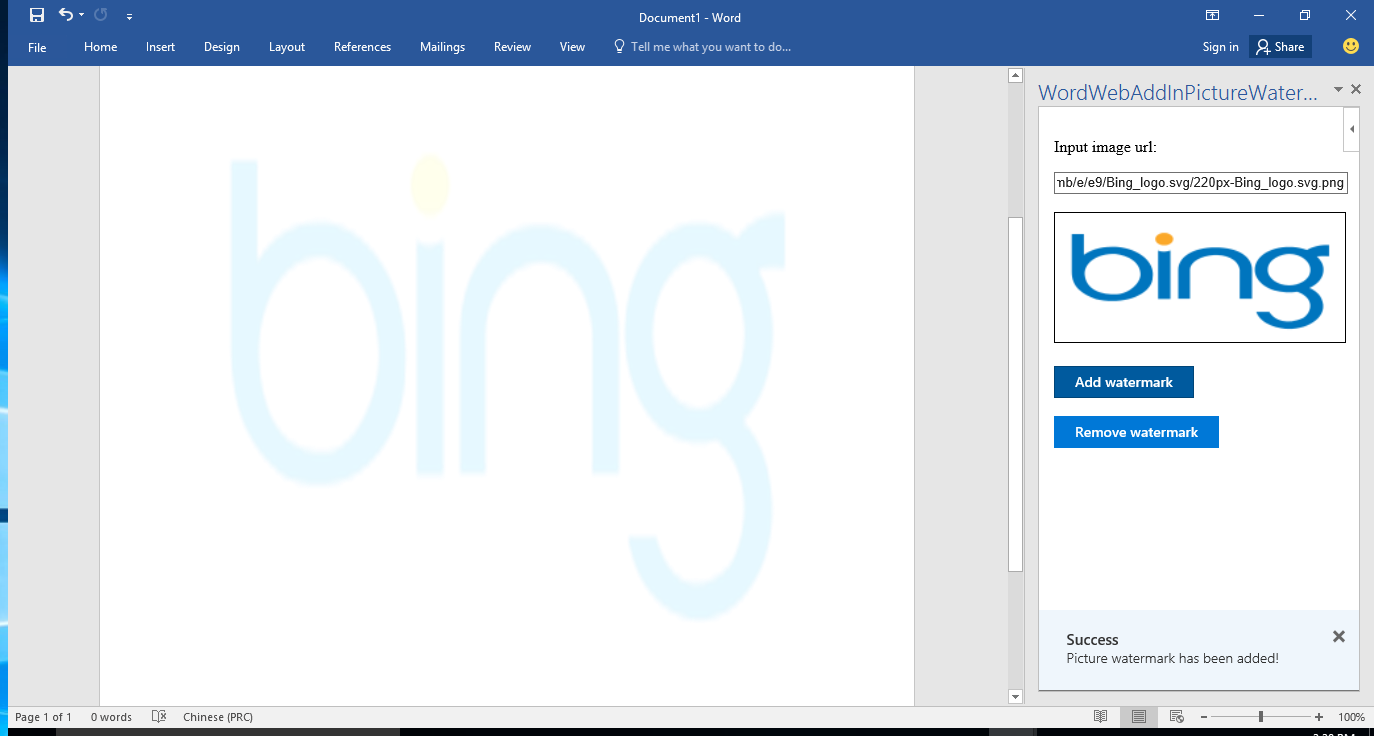 Document1 - Word
File Home Insert Design Layout References Mailings Review View Tell me what you want to do... Sign in Share
WordWebAddInPictureWater...
Input image url:
mb/e/e9/Bing_logo.svg/220px-Bing_logo.svg.png
bing
bing
Add watermark
Remove watermark
Success
Picture watermark has been added!
Page 1 of 1 0 words Chinese (PRC) 100%